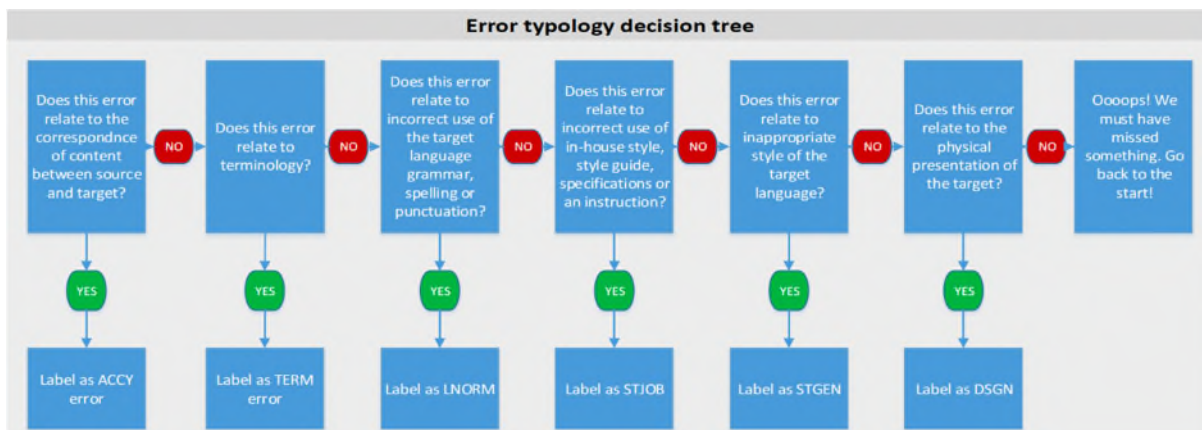 Error typology decision tree
Does this error
relate to the
correspondnce
of content
between source
and target?
NO
Does this error
relate to
terminology?
NO
Does this error
relate to
incorrect use of
the target
language
grammar,
spelling or
punctuation?
NO
Does this error
relate to
incorrect use of
in-house style,
style guide,
specifications or
an instruction?
NO
Does this error
relate to
inappropriate
style of the
target
language?
NO
Does this error
relate to the
physical
presentation of
the target?
NO
Oooops! We
must have
missed
something. Go
back to the
start!
YES
YES
YES
YES
YES
YES
Label as ACCY
error
Label as TERM
error
Label as LNORM
Label as STJOB
Label as STGEN
Label as DSGN